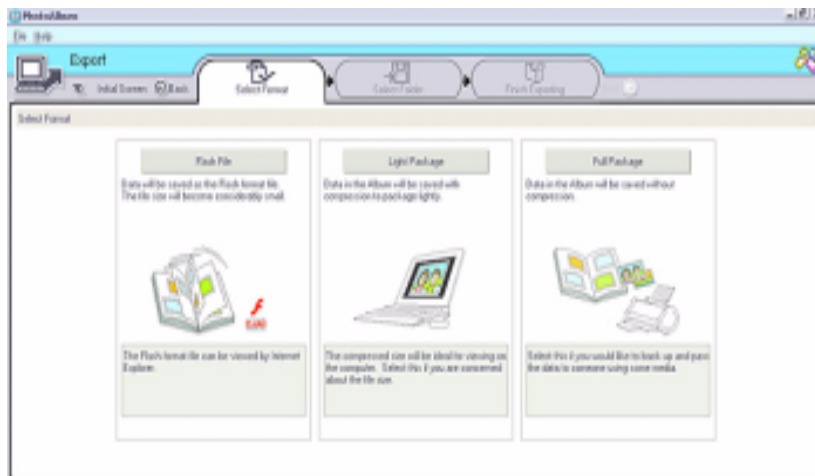 PhotoAlbum
File Help
Export
Initial Screen Back
Select Format
Select Folder
Finish Exporting
Select Format
Flash File
Data will be saved as the Flash format file.
The file size will become considerably small.
The Flash format file can be viewed by Internet
Explorer.
Light Package
Data in the Album will be saved with
compression to package lightly.
The compressed size will be ideal for viewing on
the computer. Select this if you are concerned
about the file size.
Full Package
Data in the Album will be saved without
compression.
Select this if you would like to back up and pass
the data to someone using some media.